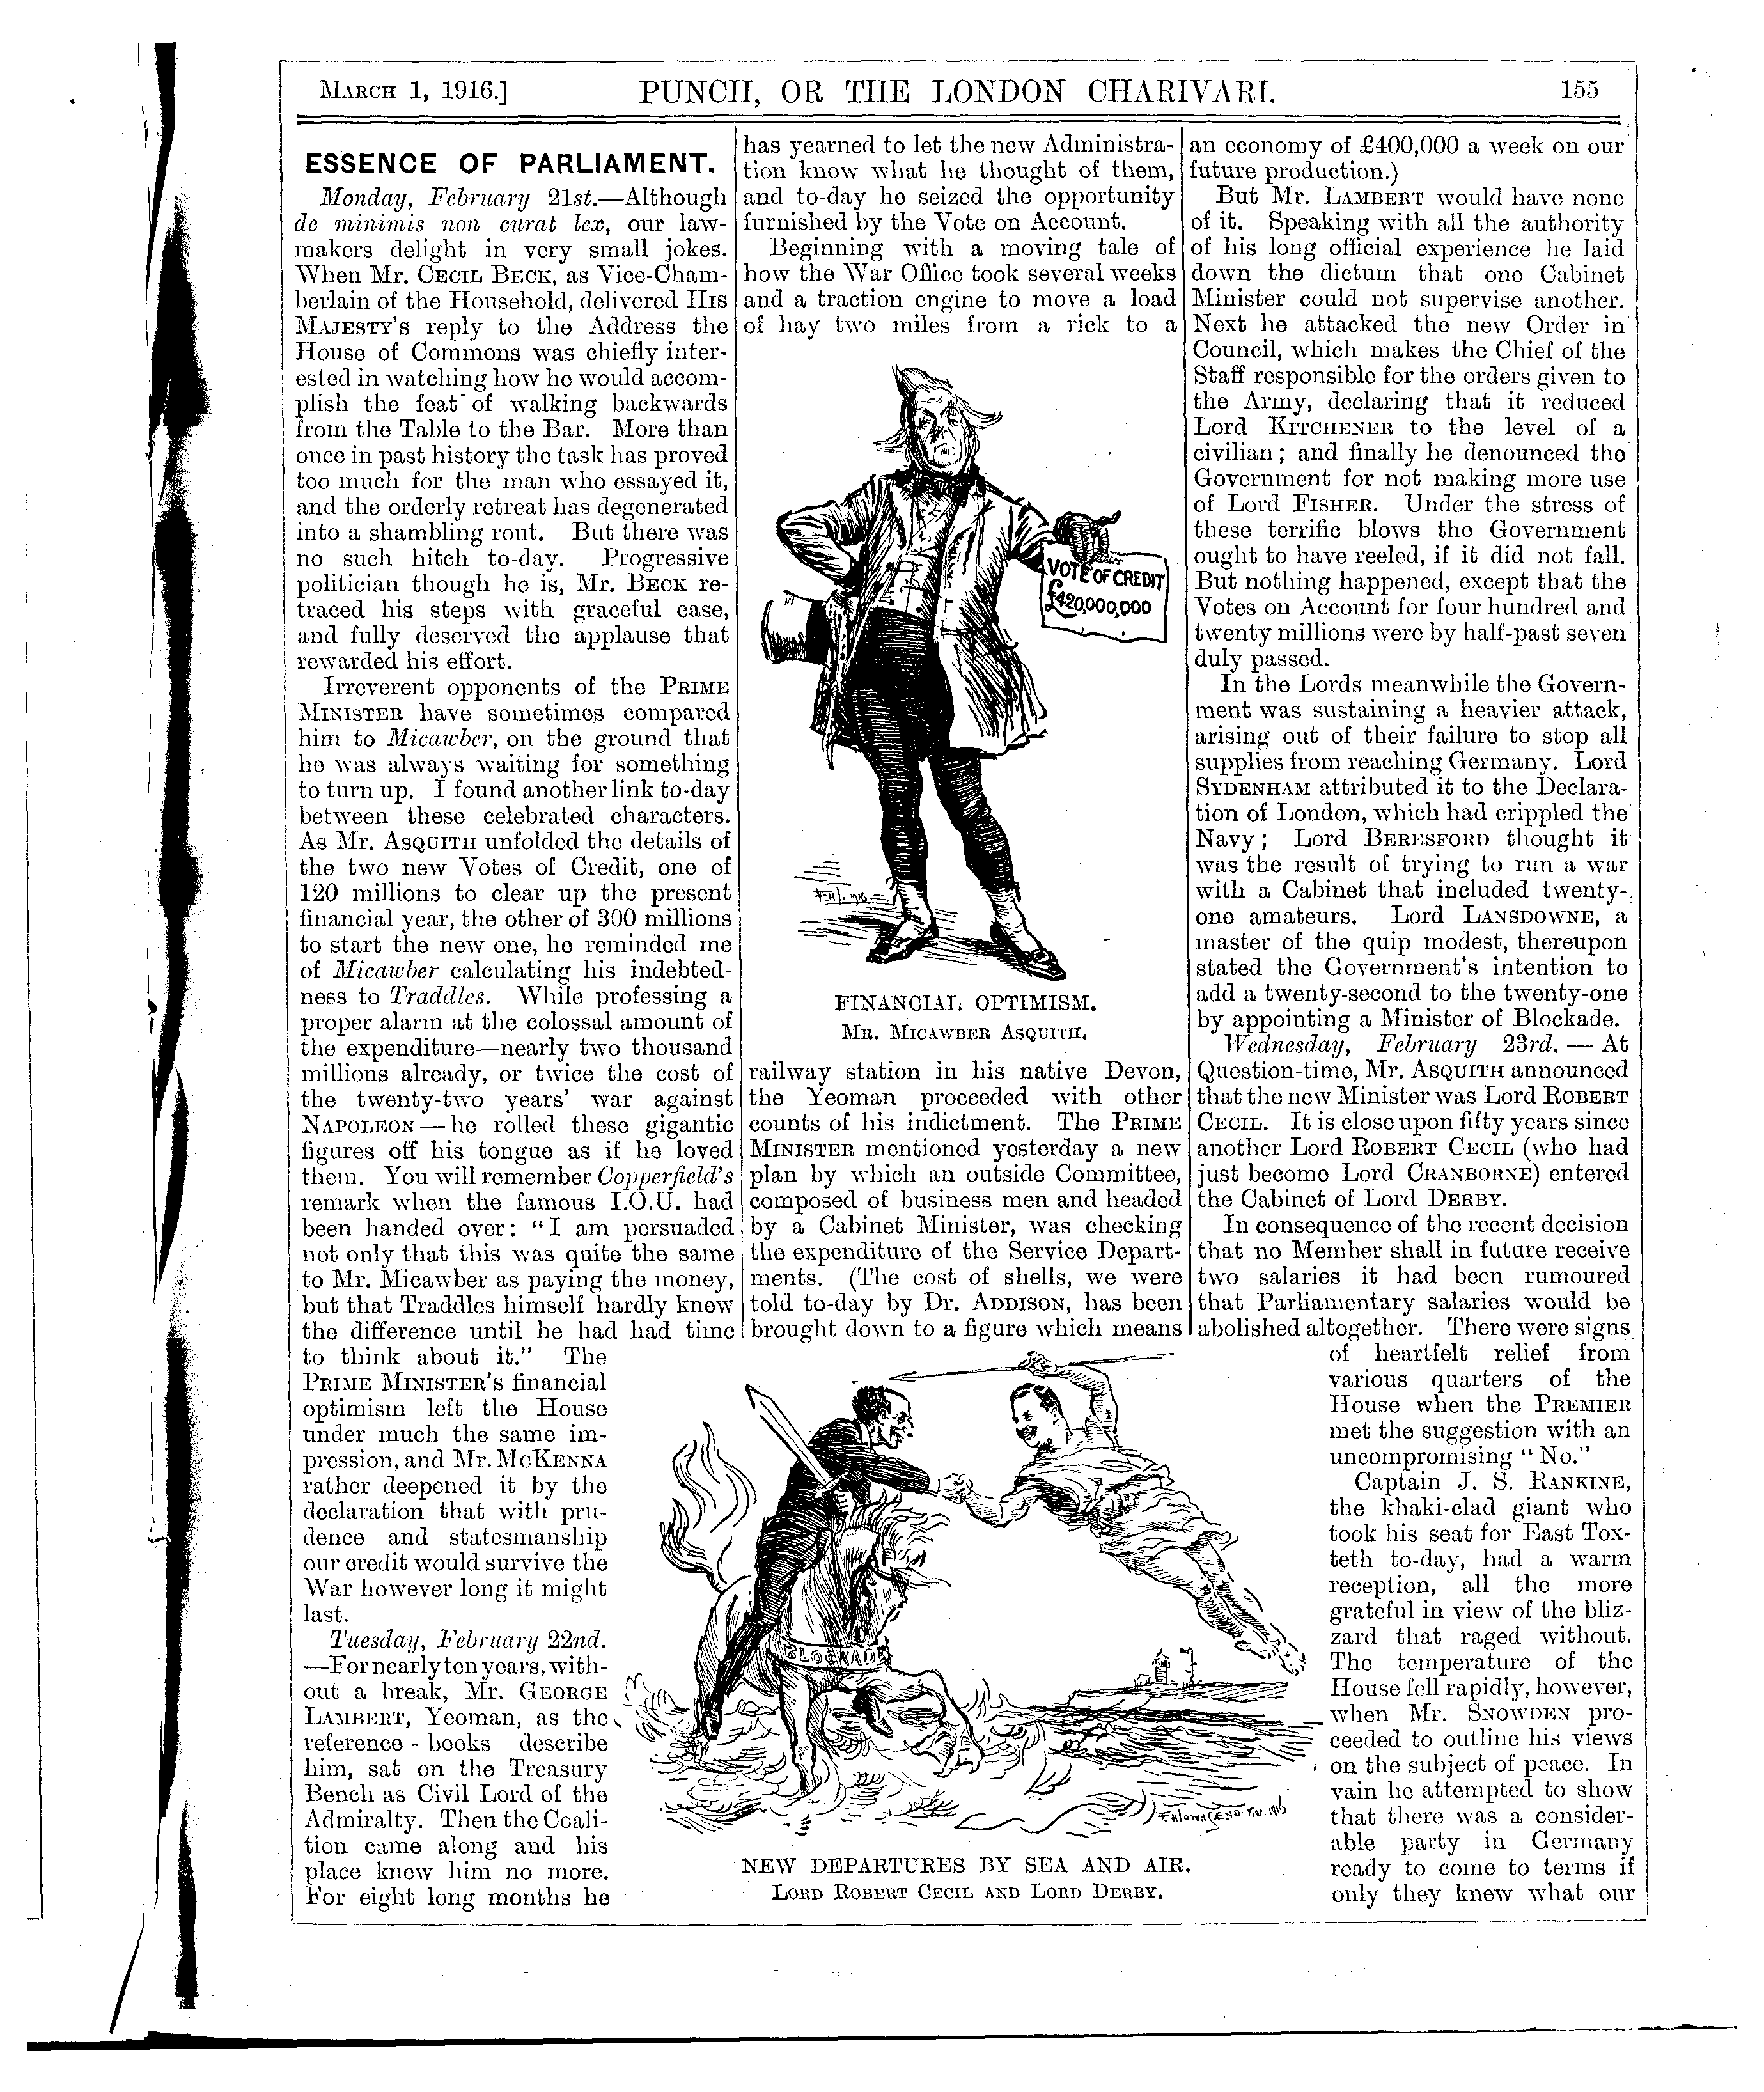 MARCH 1, 1916.]
PUNCH, OR THE LONDON CHARIVARI.
155
ESSENCE OF PARLIAMENT.
Monday, February 21st.—Although
de minimis non curat lex, our law-
makers delight in very small jokes.
When Mr. CECIL BECK, as Vice-Cham-
berlain of the Household, delivered HIS
MAJESTY'S reply to the Address the
House of Commons was chiefly inter-
ested in watching how he would accom-
plish the feat of walking backwards
from the Table to the Bar. More than
once in past history the task has proved
too much for the man who essayed it,
and the orderly retreat has degenerated
into a shambling rout. But there was
no such hitch to-day. Progressive
politician though he is, Mr. BECK re-
traced his steps with graceful ease,
and fully deserved the applause that
rewarded his effort.
Irreverent opponents of the PRIME
MINISTER have sometimes compared
him to Micawber, on the ground that
he was always waiting for something
to turn up. I found another link to-day
between these celebrated characters.
As Mr. ASQUITH unfolded the details of
the two new Votes of Credit, one of
120 millions to clear up the present
financial year, the other of 300 millions
to start the new one, he reminded me
of Micawber calculating his indebted-
ness to Traddles. While professing a
proper alarm at the colossal amount of
the expenditure—nearly two thousand
millions already, or twice the cost of
the twenty-two years' war against
NAPOLEON—he rolled these gigantic
figures off his tongue as if he loved
them. You will remember Copperfield's
remark when the famous I.O.U. had
been handed over: "I am persuaded
not only that this was quite the same
to Mr. Micawber as paying the money,
but that Traddles himself hardly knew
the difference until he had had time
to think about it." The
PRIME MINISTER'S financial
optimism left the House
under much the same im-
pression, and Mr. MCKENNA
rather deepened it by the
declaration that with pru-
dence and statesmanship
our credit would survive the
War however long it might
last.
Tuesday, February 22nd.
—For nearly ten years, with-
out a break, Mr. GEORGE
LAMBERT, Yeoman, as the
reference-books describe
him, sat on the Treasury
Bench as Civil Lord of the
Admiralty. Then the Coali-
tion came along and his
place knew him no more.
For eight long months he
has yearned to let the new Administra-
tion know what he thought of them,
and to-day he seized the opportunity
furnished by the Vote on Account.
Beginning with a moving tale of
how the War Office took several weeks
and a traction engine to move a load
of hay two miles from a rick to a
VOTE OF CREDIT
£420,000,000
F.H.T. 1916
FINANCIAL OPTIMISM.
MR. MICAWBER ASQUITH.
railway station in his native Devon,
the Yeoman proceeded with other
counts of his indictment. The PRIME
MINISTER mentioned yesterday a new
plan by which an outside Committee,
composed of business men and headed
by a Cabinet Minister, was checking
the expenditure of the Service Depart-
ments. (The cost of shells, we were
told to-day by Dr. ADDISON, has been
brought down to a figure which means
BLOCKADE
F.H.TOWNSEND 1916
NEW DEPARTURES BY SEA AND AIR.
LORD ROBERT CECIL AND LORD DERBY.
an economy of £400,000 a week on our
future production.)
But Mr. LAMBERT would have none
of it. Speaking with all the authority
of his long official experience he laid
down the dictum that one Cabinet
Minister could not supervise another.
Next he attacked the new Order in
Council, which makes the Chief of the
Staff responsible for the orders given to
the Army, declaring that it reduced
Lord KITCHENER to the level of a
civilian; and finally he denounced the
Government for not making more use
of Lord FISHER. Under the stress of
these terrific blows the Government
ought to have reeled, if it did not fall.
But nothing happened, except that the
Votes on Account for four hundred and
twenty millions were by half-past seven
duly passed.
In the Lords meanwhile the Govern-
ment was sustaining a heavier attack,
arising out of their failure to stop all
supplies from reaching Germany. Lord
SYDENHAM attributed it to the Declara-
tion of London, which had crippled the
Navy; Lord BERESFORD thought it
was the result of trying to run a war
with a Cabinet that included twenty-
one amateurs. Lord LANSDOWNE, a
master of the quip modest, thereupon
stated the Government's intention to
add a twenty-second to the twenty-one
by appointing a Minister of Blockade.
Wednesday, February 23rd.—At
Question-time, Mr. ASQUITH announced
that the new Minister was Lord ROBERT
CECIL. It is close upon fifty years since
another Lord ROBERT CECIL (who had
just become Lord CRANBORNE) entered
the Cabinet of Lord DERBY.
In consequence of the recent decision
that no Member shall in future receive
two salaries it had been rumoured
that Parliamentary salaries would be
abolished altogether. There were signs
of heartfelt relief from
various quarters of the
House when the PREMIER
met the suggestion with an
uncompromising "No."
Captain J. S. RANKINE,
the khaki-clad giant who
took his seat for East Tox-
teth to-day, had a warm
reception, all the more
grateful in view of the bliz-
zard that raged without.
The temperature of the
House fell rapidly, however,
when Mr. SNOWDEN pro-
ceeded to outline his views
on the subject of peace. In
vain he attempted to show
that there was a consider-
able party in Germany
ready to come to terms if
only they knew what our